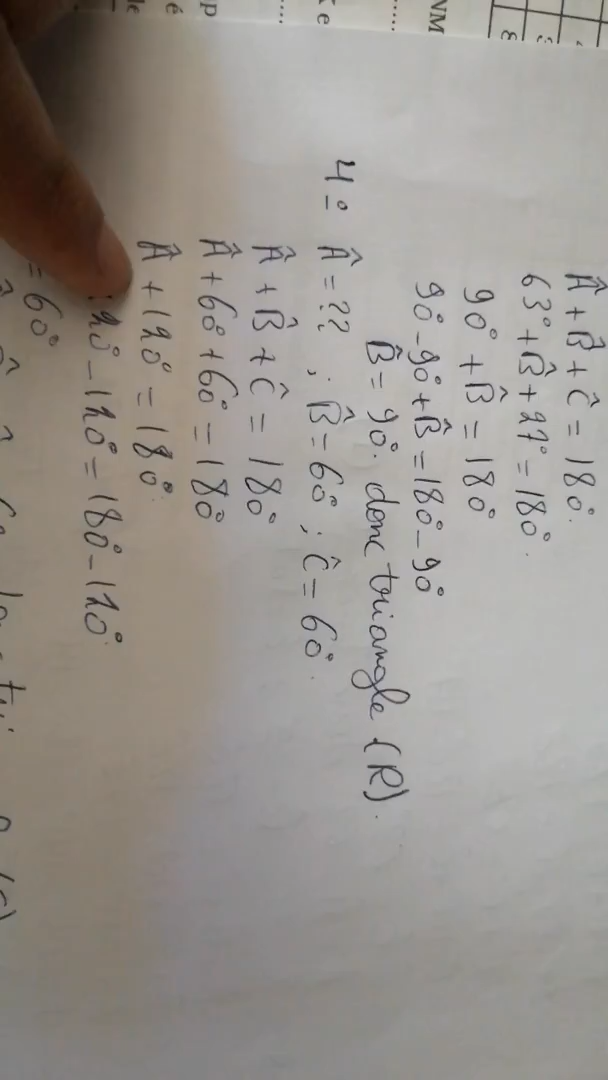 Â + B̂ + Ĉ = 180°.
63° + B̂ + 27° = 180°.
90° + B̂ = 180°
90° - 90° + B̂ = 180° - 90°
B̂ = 90°. donc triangle (R).
4° Â = ?? ; B̂ = 60° ; Ĉ = 60°.
Â + B̂ + Ĉ = 180°
Â + 60° + 60° = 180°
Â + 120° = 180°.
120° - 120° = 180° - 120°.
= 60°